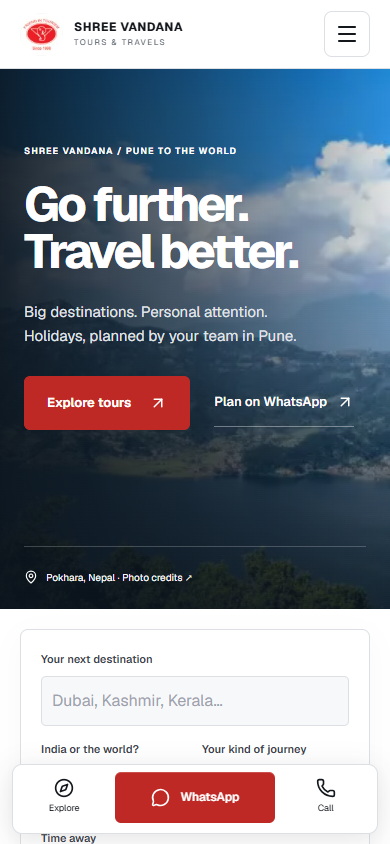 SHREE VANDANA
TOURS & TRAVELS
SHREE VANDANA / PUNE TO THE WORLD
Go further.
Travel better.
Big destinations. Personal attention.
Holidays, planned by your team in Pune.
Explore tours
Plan on WhatsApp
Pokhara, Nepal · Photo credits ↗
Your next destination
Dubai, Kashmir, Kerala...
India or the world?
Your kind of journey
Explore
WhatsApp
Call
Time away